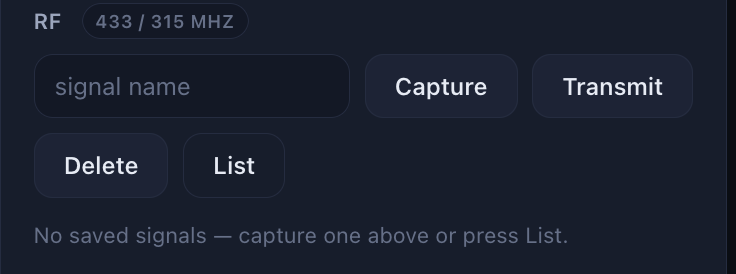 RF 433 / 315 MHZ
signal name Capture Transmit
Delete List
No saved signals — capture one above or press List.